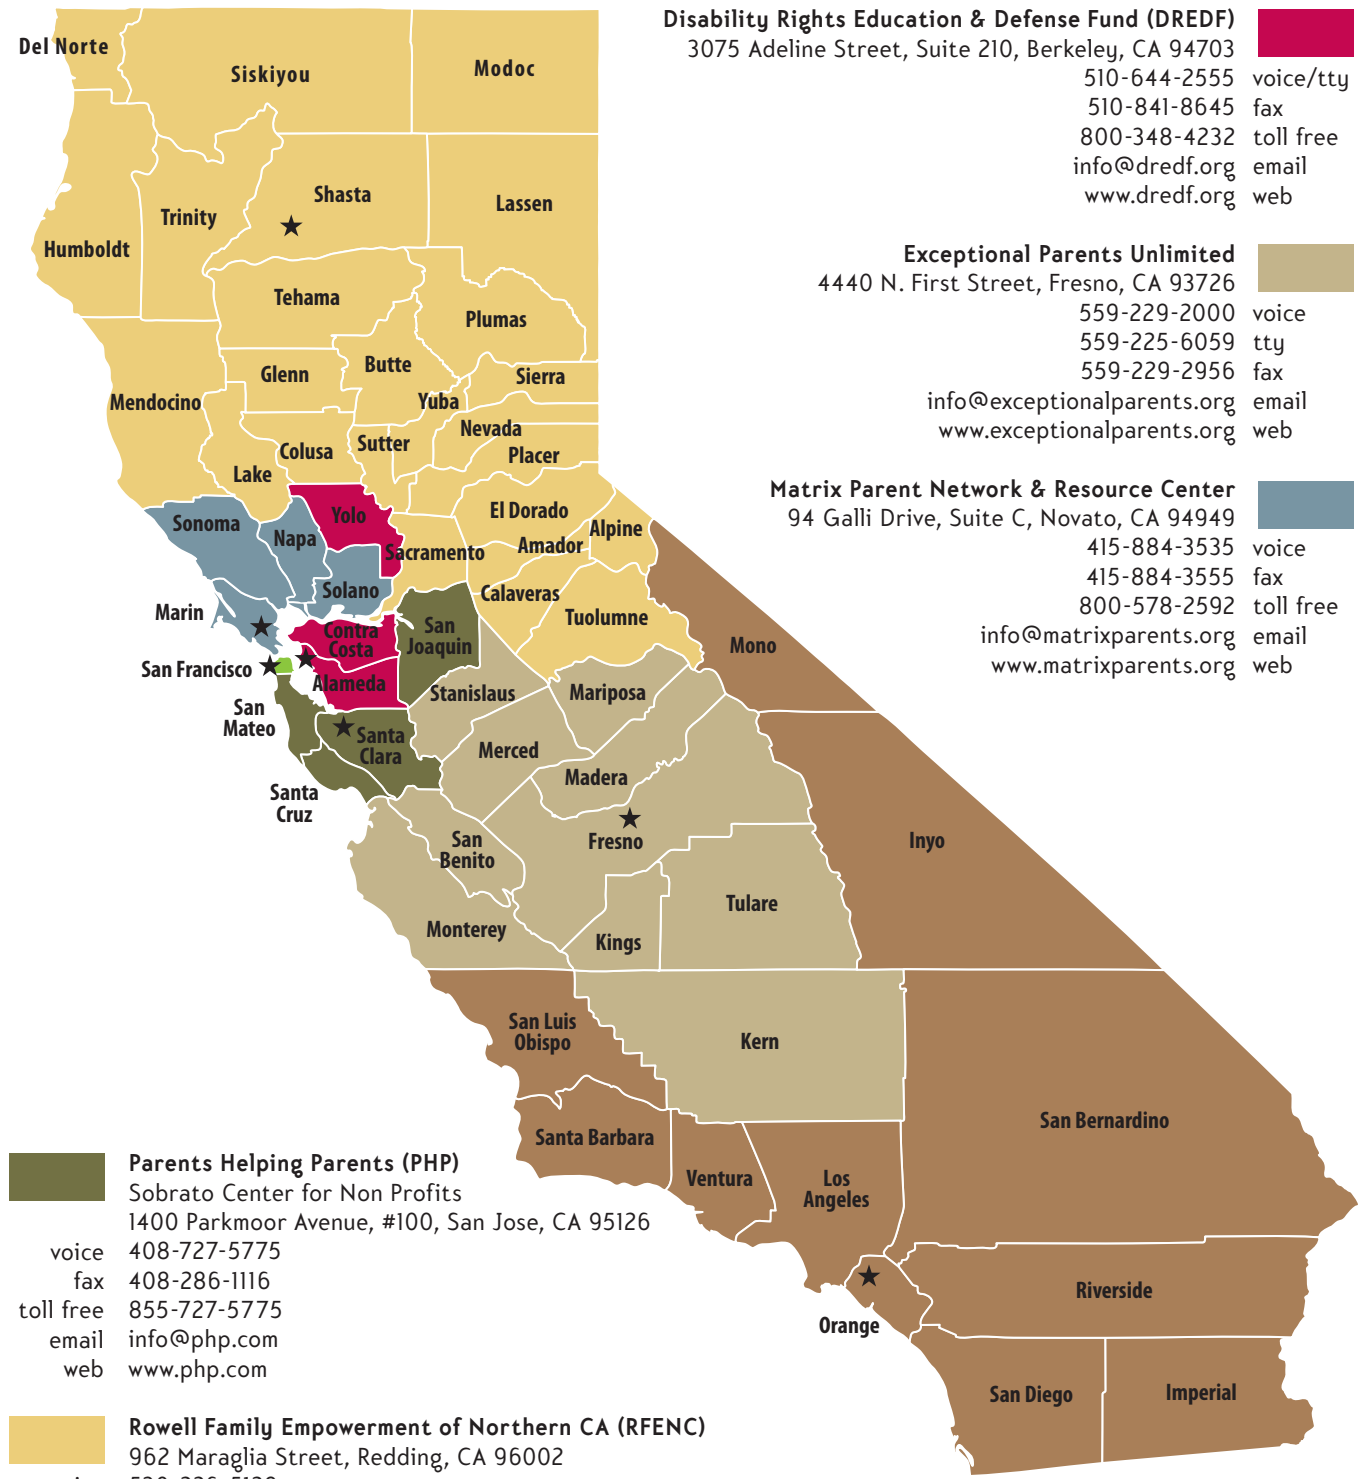 Disability Rights Education & Defense Fund (DREDF)
3075 Adeline Street, Suite 210, Berkeley, CA 94703
510-644-2555 voice/tty
510-841-8645 fax
800-348-4232 toll free
info@dredf.org email
www.dredf.org web
Exceptional Parents Unlimited
4440 N. First Street, Fresno, CA 93726
559-229-2000 voice
559-225-6059 tty
559-229-2956 fax
info@exceptionalparents.org email
www.exceptionalparents.org web
Matrix Parent Network & Resource Center
94 Galli Drive, Suite C, Novato, CA 94949
415-884-3535 voice
415-884-3555 fax
800-578-2592 toll free
info@matrixparents.org email
www.matrixparents.org web
Del Norte
Siskiyou
Modoc
Shasta
Trinity
Lassen
Humboldt
Tehama
Plumas
Butte
Glenn
Sierra
Mendocino
Yuba
Nevada
Sutter
Colusa
Placer
Lake
El Dorado
Yolo
Sonoma
Alpine
Napa
Amador
Sacramento
Solano
Calaveras
Marin
Tuolumne
Contra
Costa
San
Joaquin
Mono
San Francisco
Alameda
Stanislaus
Mariposa
San
Mateo
Santa
Clara
Merced
Madera
Santa
Cruz
Fresno
Inyo
San
Benito
Tulare
Monterey
Kings
San Luis
Obispo
Kern
San Bernardino
Santa Barbara
Ventura
Los
Angeles
Riverside
Orange
San Diego
Imperial
Parents Helping Parents (PHP)
Sobrato Center for Non Profits
1400 Parkmoor Avenue, #100, San Jose, CA 95126
voice 408-727-5775
fax 408-286-1116
toll free 855-727-5775
email info@php.com
web www.php.com
Rowell Family Empowerment of Northern CA (RFENC)
962 Maraglia Street, Redding, CA 96002